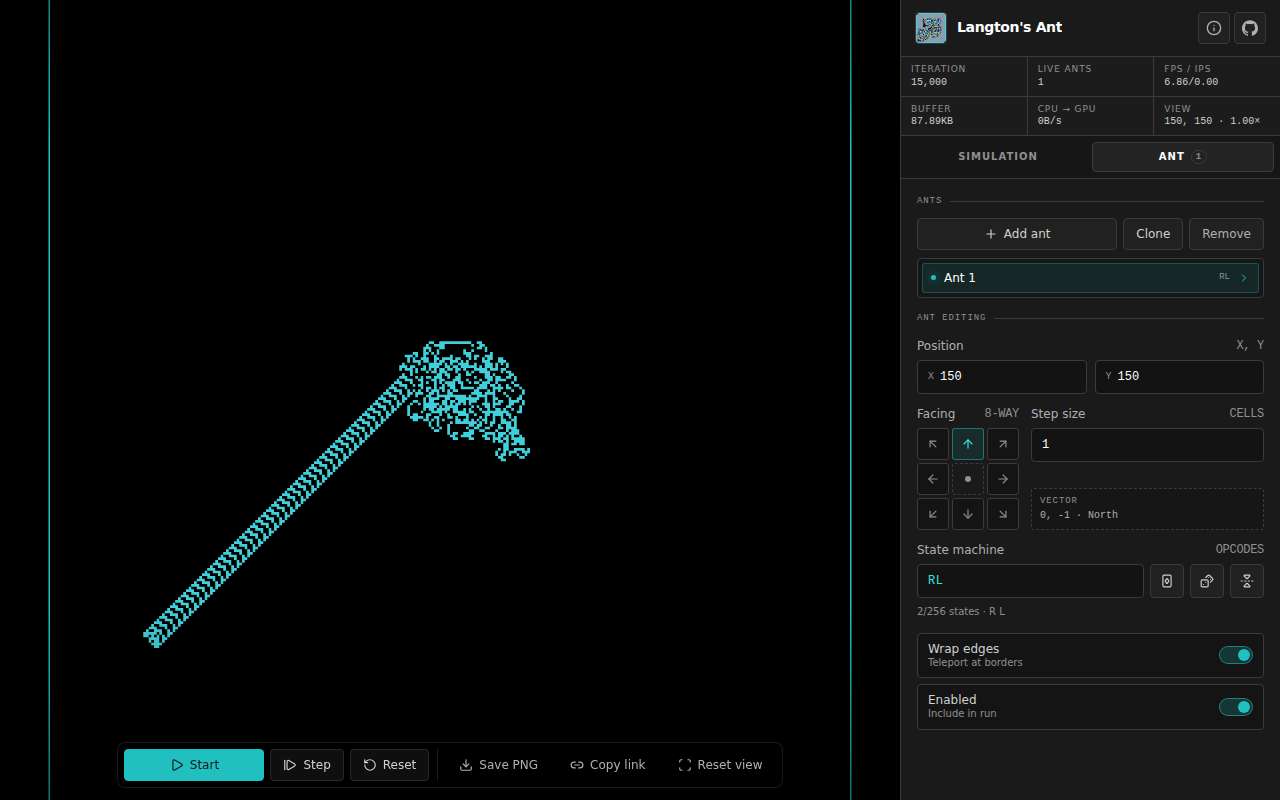 Langton's Ant
ITERATION
15,000
LIVE ANTS
1
FPS / IPS
6.86/0.00
BUFFER
87.89KB
CPU → GPU
0B/s
VIEW
150, 150 · 1.00×
SIMULATION
ANT 1
ANTS
Add ant
Clone
Remove
Ant 1
RL
ANT EDITING
Position
X, Y
X 150
Y 150
Facing
8-WAY
Step size
CELLS
1
VECTOR
0, -1 · North
State machine
OPCODES
RL
2/256 states · R L
Wrap edges
Teleport at borders
Enabled
Include in run
Start
Step
Reset
Save PNG
Copy link
Reset view